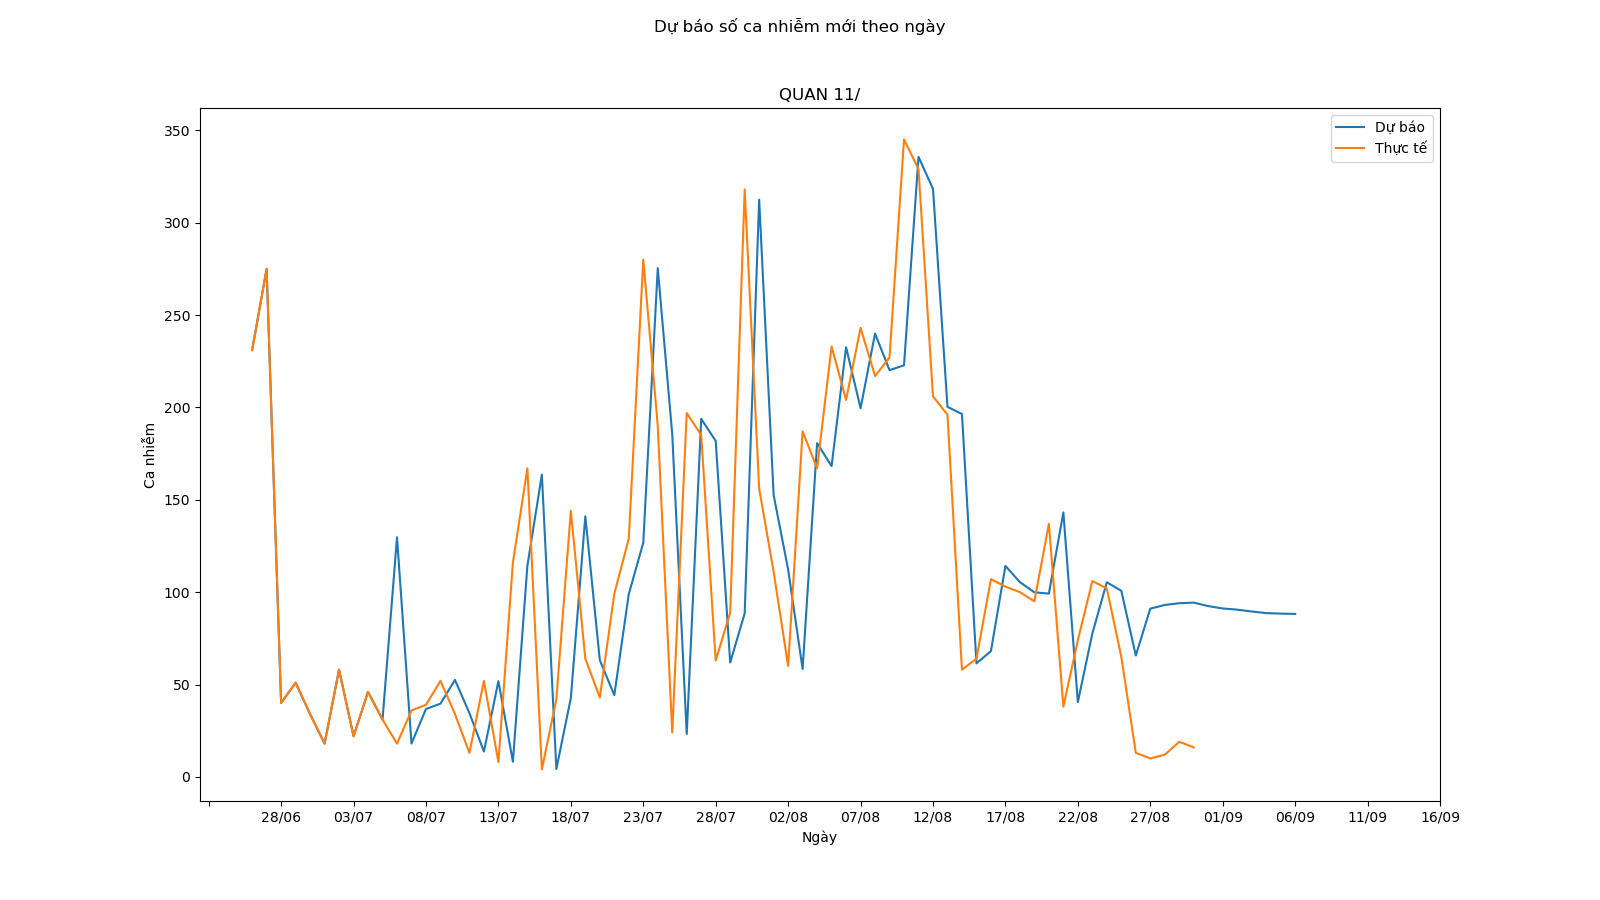 Dự báo số ca nhiễm mới theo ngày
QUAN 11/
Dự báo
Thực tế
350
300
250
200
150
100
50
0
Ca nhiễm
28/06 03/07 08/07 13/07 18/07 23/07 28/07 02/08 07/08 12/08 17/08 22/08 27/08 01/09 06/09 11/09 16/09
Ngày